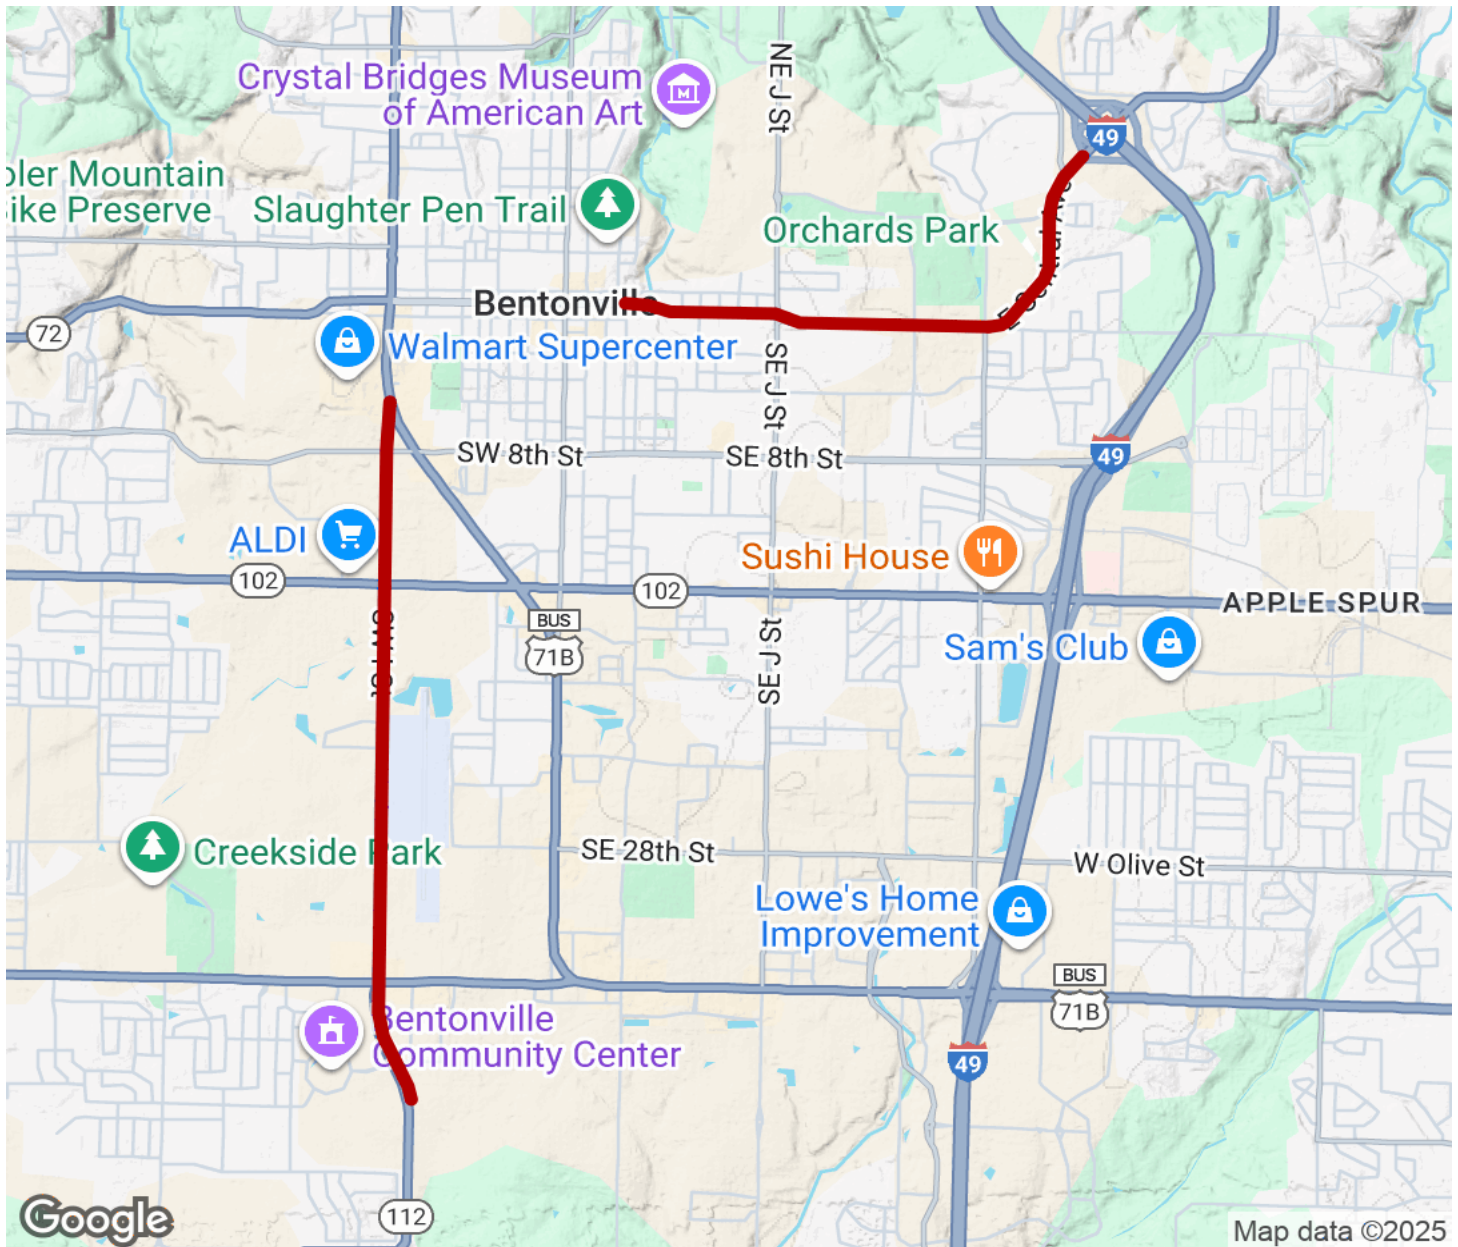 Crystal Bridges Museum
of American Art
NE J St
49
oler Mountain
ike Preserve
Slaughter Pen Trail
Orchards Park
Bentonville
72
Walmart Supercenter
SE J St
SW 8th St
SE 8th St
49
ALDI
Sushi House
102
102
APPLE SPUR
BUS
71B
Sam's Club
SE J St
Creekside Park
SE 28th St
W Olive St
Lowe's Home
Improvement
BUS
71B
Bentonville
Community Center
49
112
Google
Map data ©2025